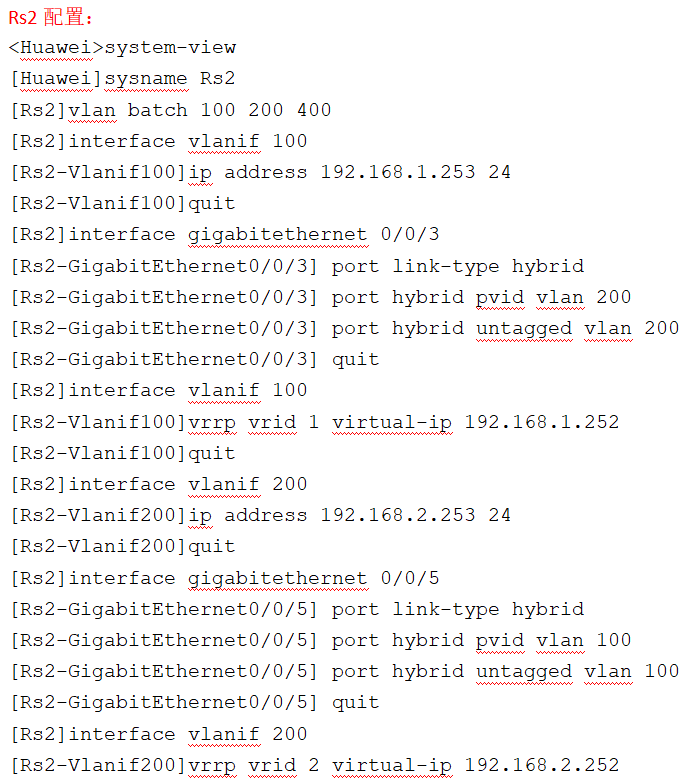 Rs2 配置：
<Huawei>system-view
[Huawei]sysname Rs2
[Rs2]vlan batch 100 200 400
[Rs2]interface vlanif 100
[Rs2-Vlanif100]ip address 192.168.1.253 24
[Rs2-Vlanif100]quit
[Rs2]interface gigabitethernet 0/0/3
[Rs2-GigabitEthernet0/0/3] port link-type hybrid
[Rs2-GigabitEthernet0/0/3] port hybrid pvid vlan 200
[Rs2-GigabitEthernet0/0/3] port hybrid untagged vlan 200
[Rs2-GigabitEthernet0/0/3] quit
[Rs2]interface vlanif 100
[Rs2-Vlanif100]vrrp vrid 1 virtual-ip 192.168.1.252
[Rs2-Vlanif100]quit
[Rs2]interface vlanif 200
[Rs2-Vlanif200]ip address 192.168.2.253 24
[Rs2-Vlanif200]quit
[Rs2]interface gigabitethernet 0/0/5
[Rs2-GigabitEthernet0/0/5] port link-type hybrid
[Rs2-GigabitEthernet0/0/5] port hybrid pvid vlan 100
[Rs2-GigabitEthernet0/0/5] port hybrid untagged vlan 100
[Rs2-GigabitEthernet0/0/5] quit
[Rs2]interface vlanif 200
[Rs2-Vlanif200]vrrp vrid 2 virtual-ip 192.168.2.252